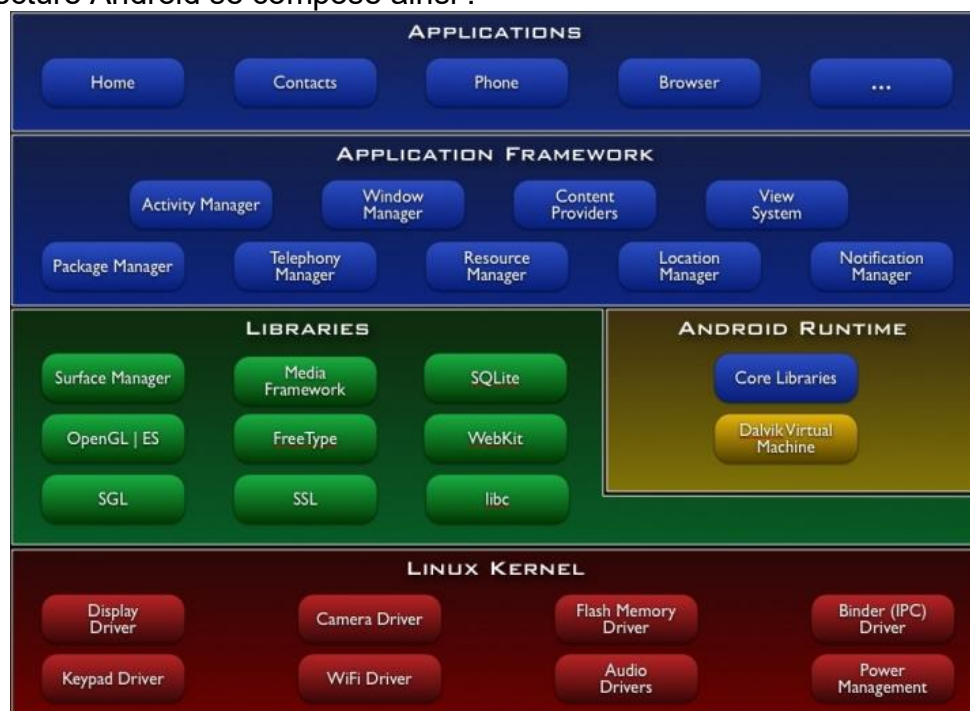 ecture Android se compose ainsi :
APPLICATIONS
Home
Contacts
Phone
Browser
...
APPLICATION FRAMEWORK
Activity Manager
Window
Manager
Content
Providers
View
System
Package Manager
Telephony
Manager
Resource
Manager
Location
Manager
Notification
Manager
LIBRARIES
Surface Manager
Media
Framework
SQLite
OpenGL | ES
FreeType
WebKit
SGL
SSL
libc
ANDROID RUNTIME
Core Libraries
Dalvik Virtual
Machine
LINUX KERNEL
Display
Driver
Camera Driver
Flash Memory
Driver
Binder (IPC)
Driver
Keypad Driver
WiFi Driver
Audio
Drivers
Power
Management